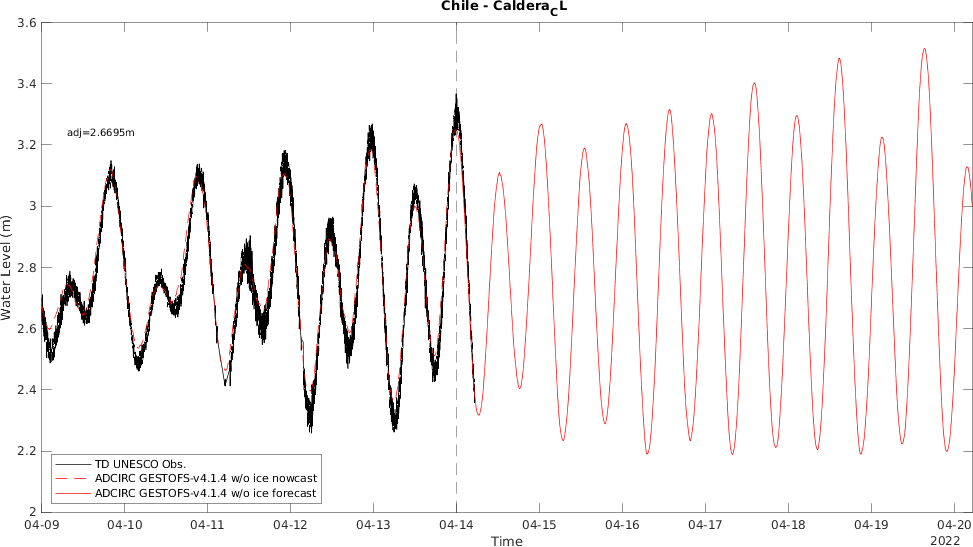 Chile - Caldera_CL
3.6
3.4
3.2
3
2.8
2.6
2.4
2.2
2
Water Level (m)
adj=2.6695m
TD UNESCO Obs.
ADCIRC GESTOFS-v4.1.4 w/o ice nowcast
ADCIRC GESTOFS-v4.1.4 w/o ice forecast
04-09 04-10 04-11 04-12 04-13 04-14 04-15 04-16 04-17 04-18 04-19 04-20
Time
2022